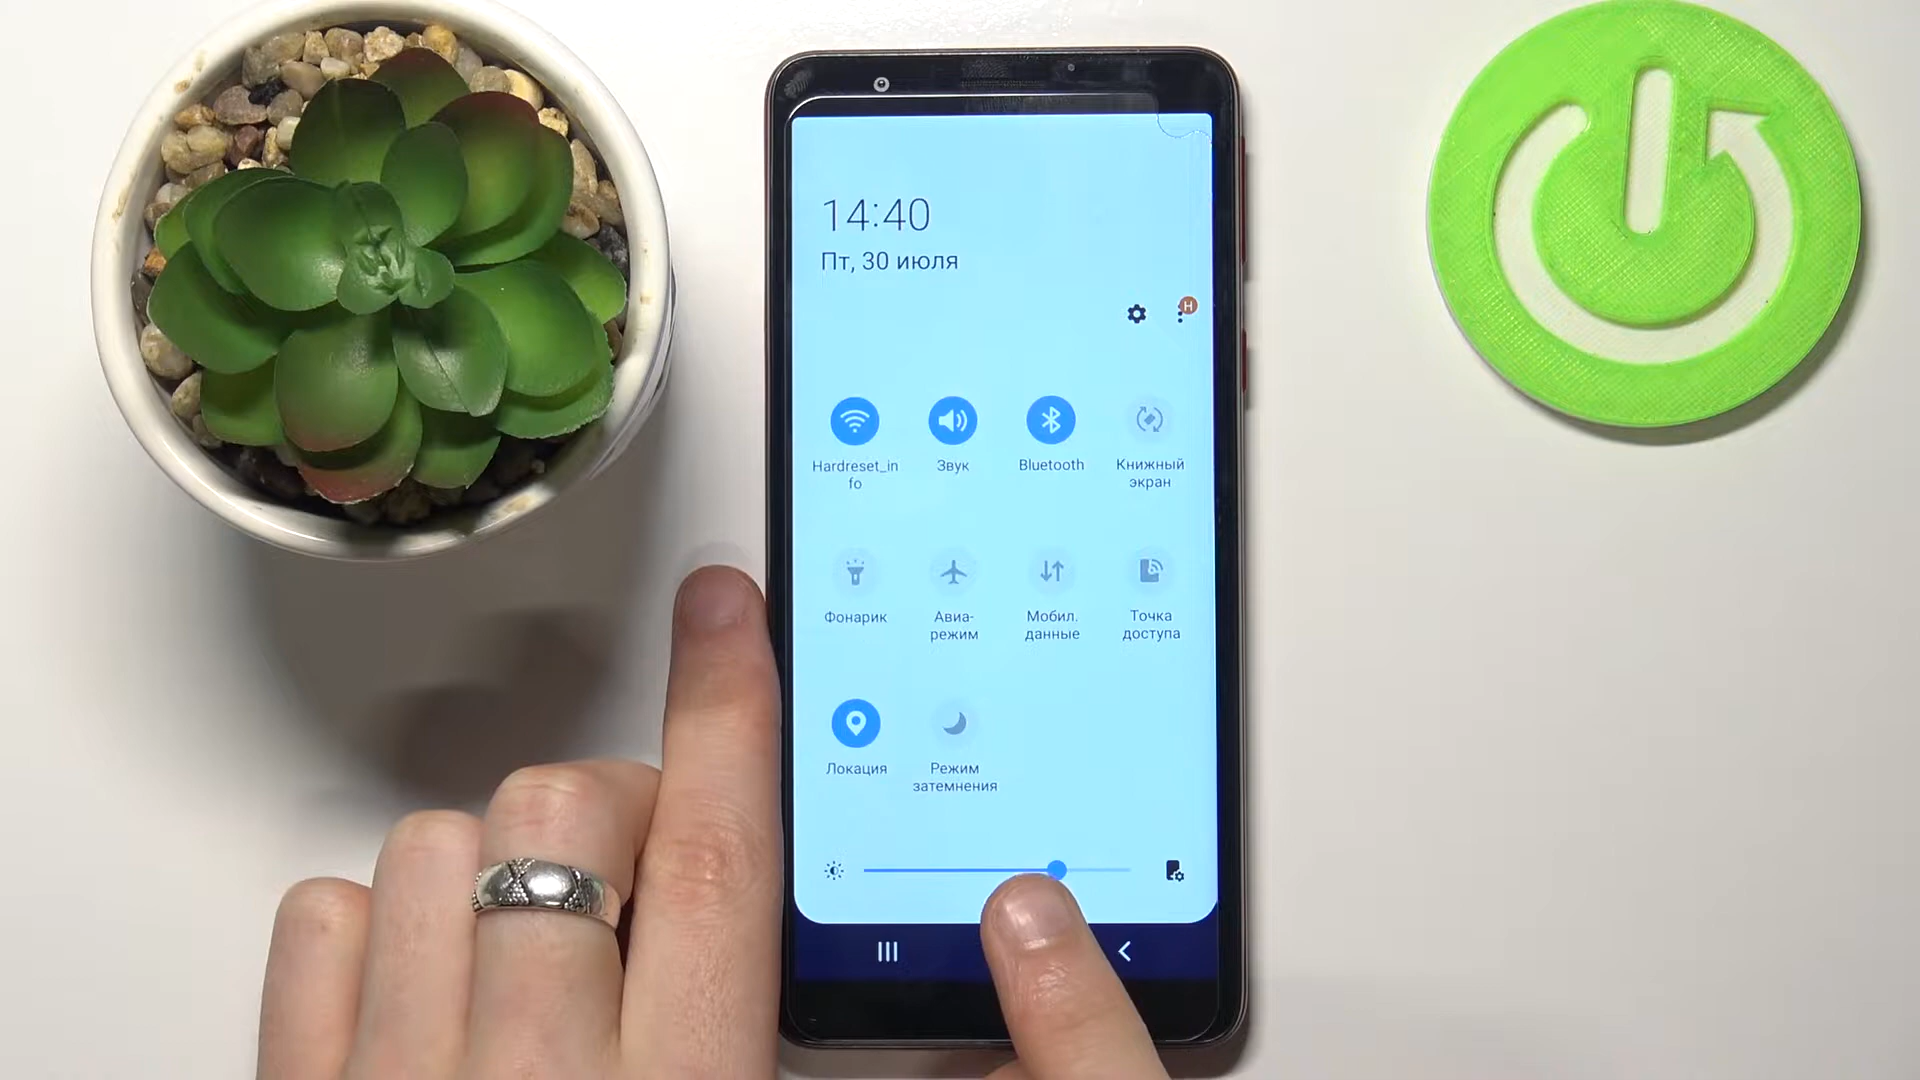 14:40
Пт, 30 июля
H
Hardreset_in
fo
Звук
Bluetooth
Книжный
экран
Фонарик
Авиа-
режим
Мобил.
данные
Точка
доступа
Локация
Режим
затемнения